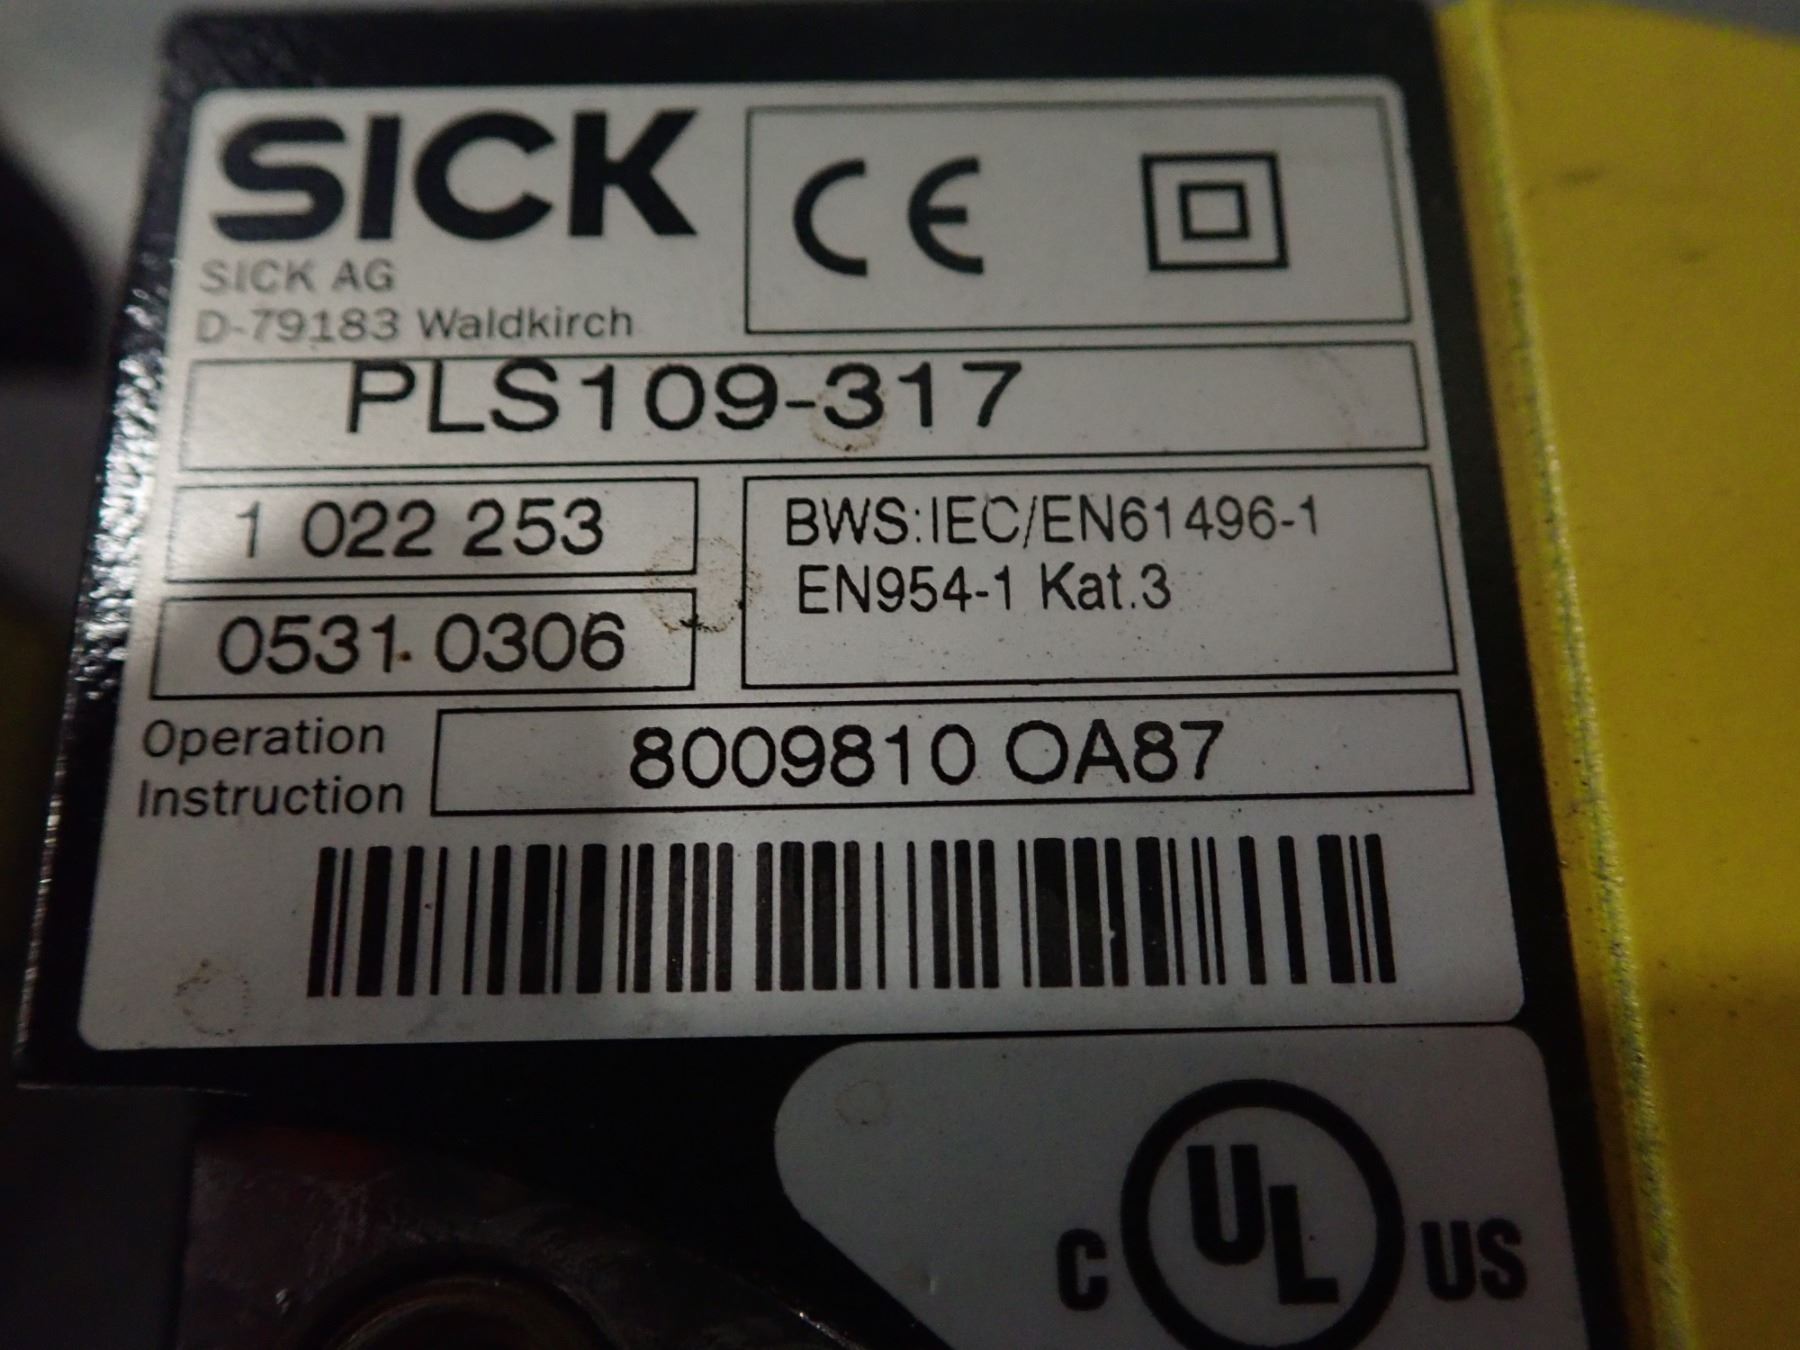 SICK
CE
SICK AG
D-79183 Waldkirch
PLS109-317
1 022 253
BWS:IEC/EN61496-1
EN954-1 Kat.3
0531 0306
Operation
Instruction
8009810 OA87
C UL US